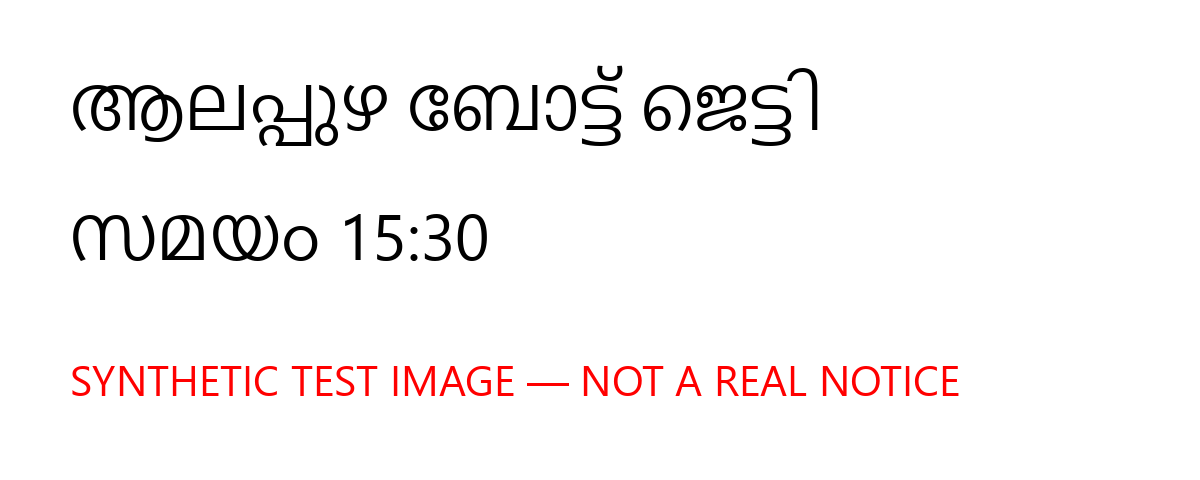 ആലപ്പുഴ ബോട്ട് ജെട്ടി
സമയം 15:30
SYNTHETIC TEST IMAGE — NOT A REAL NOTICE